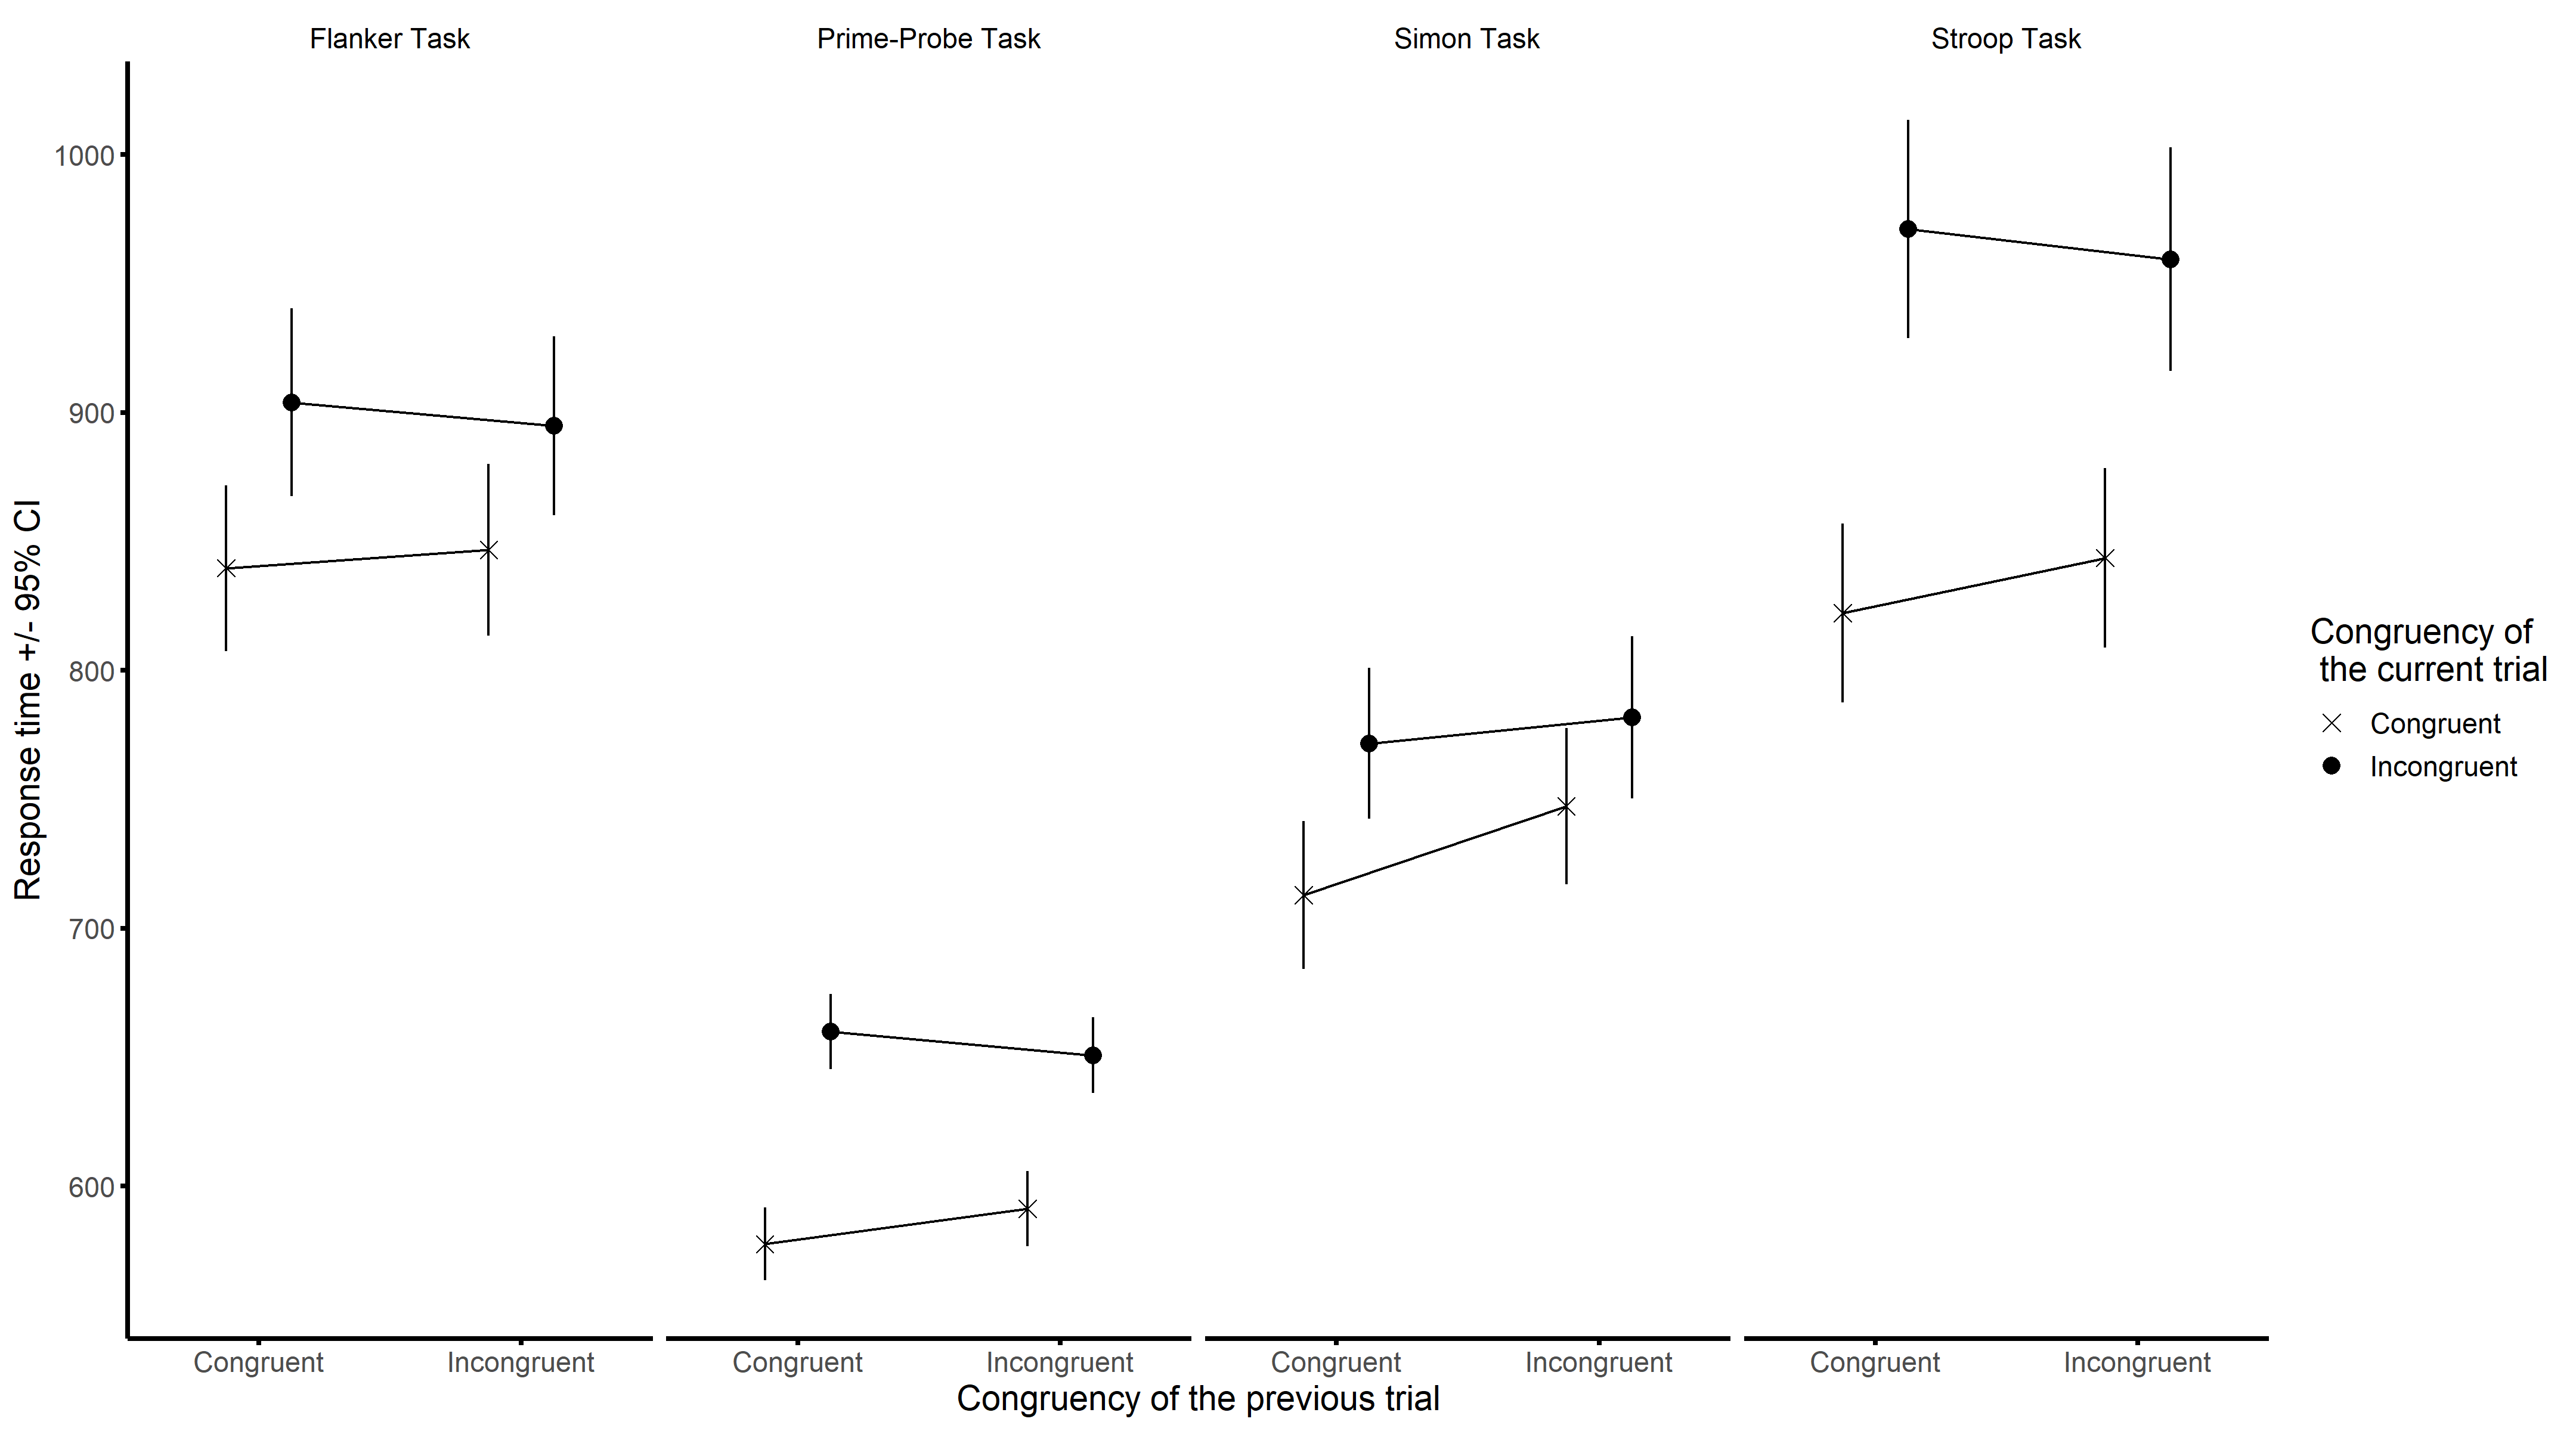 Flanker Task
Prime-Probe Task
Simon Task
Stroop Task
1000
900
800
700
600
Response time +/- 95% CI
Congruent
Incongruent
Congruent
Incongruent
Congruent
Incongruent
Congruent
Incongruent
Congruency of the previous trial
Congruency of
the current trial
Congruent
Incongruent